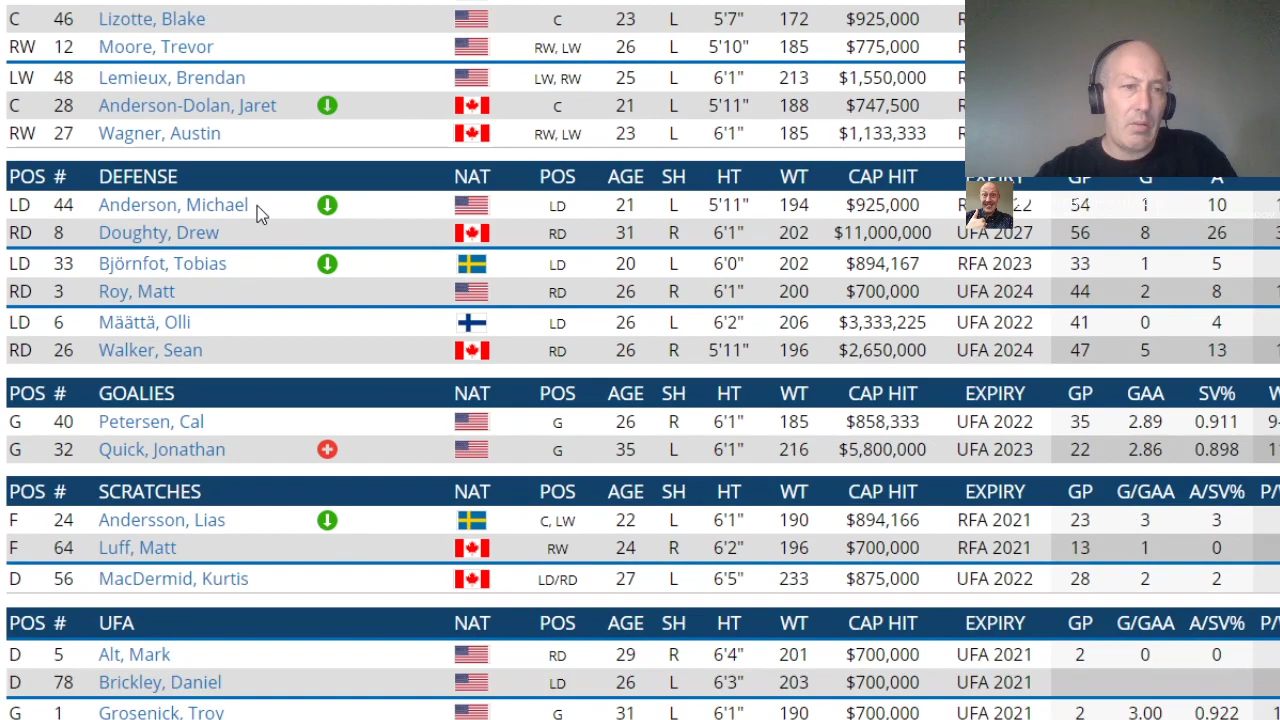 C 46 Lizotte, Blake C 23 L 5'7" 172 $925,000
RW 12 Moore, Trevor RW, LW 26 L 5'10" 185 $775,000
LW 48 Lemieux, Brendan LW, RW 25 L 6'1" 213 $1,550,000
C 28 Anderson-Dolan, Jaret C 21 L 5'11" 188 $747,500
RW 27 Wagner, Austin RW, LW 23 L 6'1" 185 $1,133,333
POS # DEFENSE NAT POS AGE SH HT WT CAP HIT EXPIRY GP G A
LD 44 Anderson, Michael LD 21 L 5'11" 194 $925,000 54 1 10
RD 8 Doughty, Drew RD 31 R 6'1" 202 $11,000,000 UFA 2027 56 8 26
LD 33 Björnfot, Tobias LD 20 L 6'0" 202 $894,167 RFA 2023 33 1 5
RD 3 Roy, Matt RD 26 R 6'1" 200 $700,000 UFA 2024 44 2 8
LD 6 Määttä, Olli LD 26 L 6'2" 206 $3,333,125 UFA 2022 41 0 4
RD 26 Walker, Sean RD 26 R 5'11" 196 $2,650,000 UFA 2024 47 5 13
POS # GOALIES NAT POS AGE SH HT WT CAP HIT EXPIRY GP GAA SV%
G 40 Petersen, Cal G 26 R 6'1" 185 $858,333 UFA 2022 35 2.89 0.911
G 32 Quick, Jonathan G 35 L 6'1" 216 $5,800,000 UFA 2023 22 2.86 0.898
POS # SCRATCHES NAT POS AGE SH HT WT CAP HIT EXPIRY GP G/GAA A/SV%
F 24 Andersson, Lias C, LW 22 L 6'1" 190 $894,166 RFA 2021 23 3 3
F 64 Luff, Matt RW 24 R 6'2" 196 $700,000 RFA 2021 13 1 0
D 56 MacDermid, Kurtis LD/RD 27 L 6'5" 233 $875,000 UFA 2022 28 2 2
POS # UFA NAT POS AGE SH HT WT CAP HIT EXPIRY GP G/GAA A/SV%
D 5 Alt, Mark RD 29 R 6'4" 201 $700,000 UFA 2021 2 0 0
D 78 Brickley, Daniel LD 26 L 6'3" 203 $700,000 UFA 2021
G 1 Grosenick, Troy G 31 L 6'1" 190 $700,000 UFA 2021 2 3.00 0.922